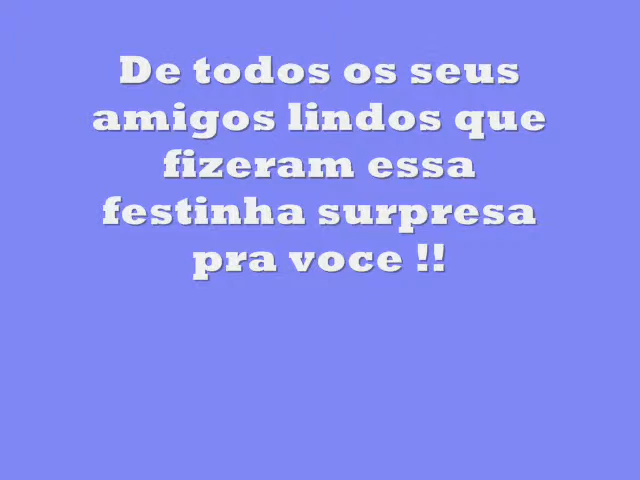 De todos os seus
amigos lindos que
fizeram essa
festinha surpresa
pra voce !!